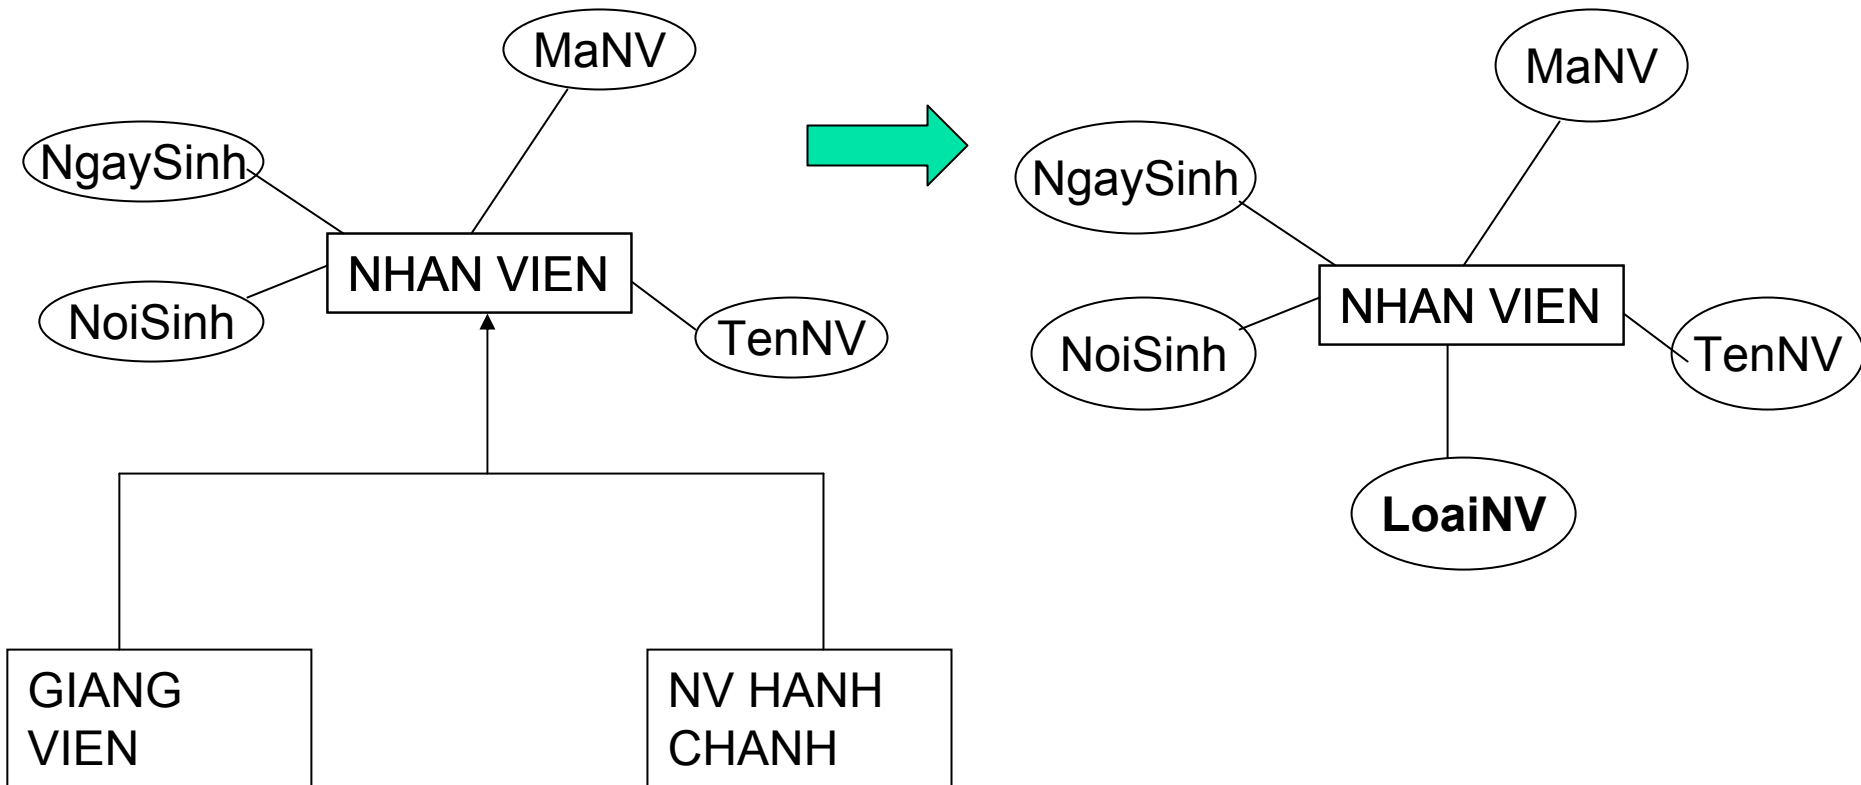 MaNV
NgaySinh
NHAN VIEN
NoiSinh
TenNV
GIANG
VIEN
NV HANH
CHANH
MaNV
NgaySinh
NHAN VIEN
NoiSinh
TenNV
LoaiNV